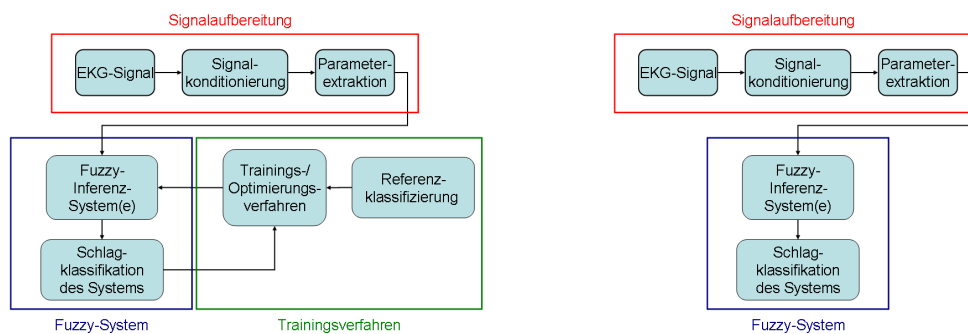 Signalaufbereitung
EKG-Signal
Signal-
konditionierung
Parameter-
extraktion
Fuzzy-
Inferenz-
System(e)
Trainings-/
Optimierungs-
verfahren
Referenz-
klassifizierung
Schlag-
klassifikation
des Systems
Fuzzy-System
Trainingsverfahren
Signalaufbereitung
EKG-Signal
Signal-
konditionierung
Parameter-
extraktion
Fuzzy-
Inferenz-
System(e)
Schlag-
klassifikation
des Systems
Fuzzy-System